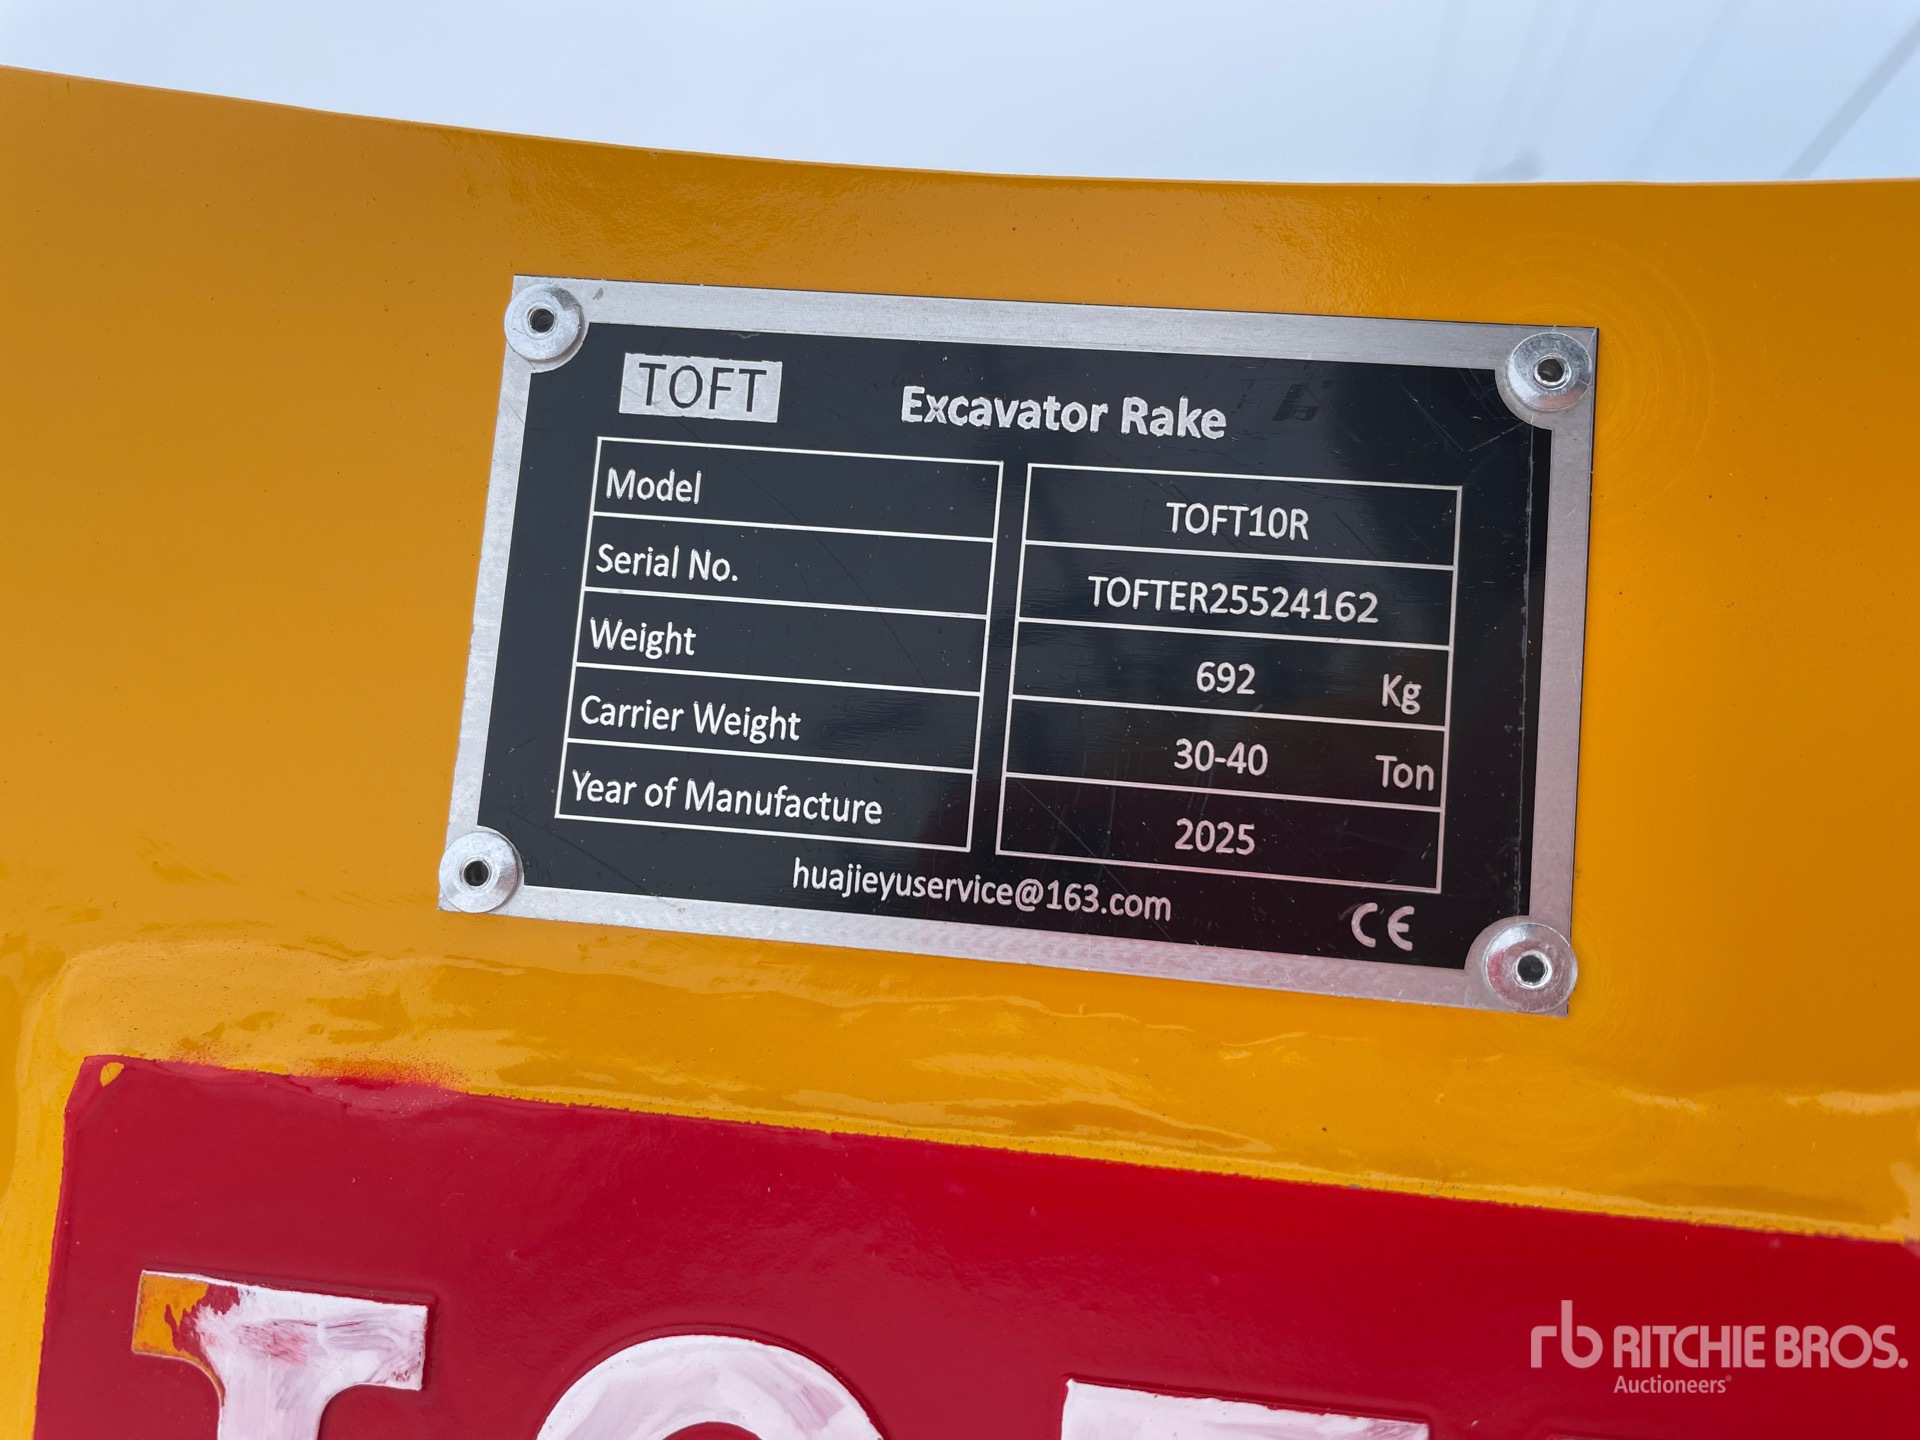 TOFT
Excavator Rake
Model TOFT10R
Serial No. TOFTER25524162
Weight 692 Kg
Carrier Weight 30-40 Ton
Year of Manufacture 2025
huajieyuservice@163.com
CE
rb RITCHIE BROS.
Auctioneers